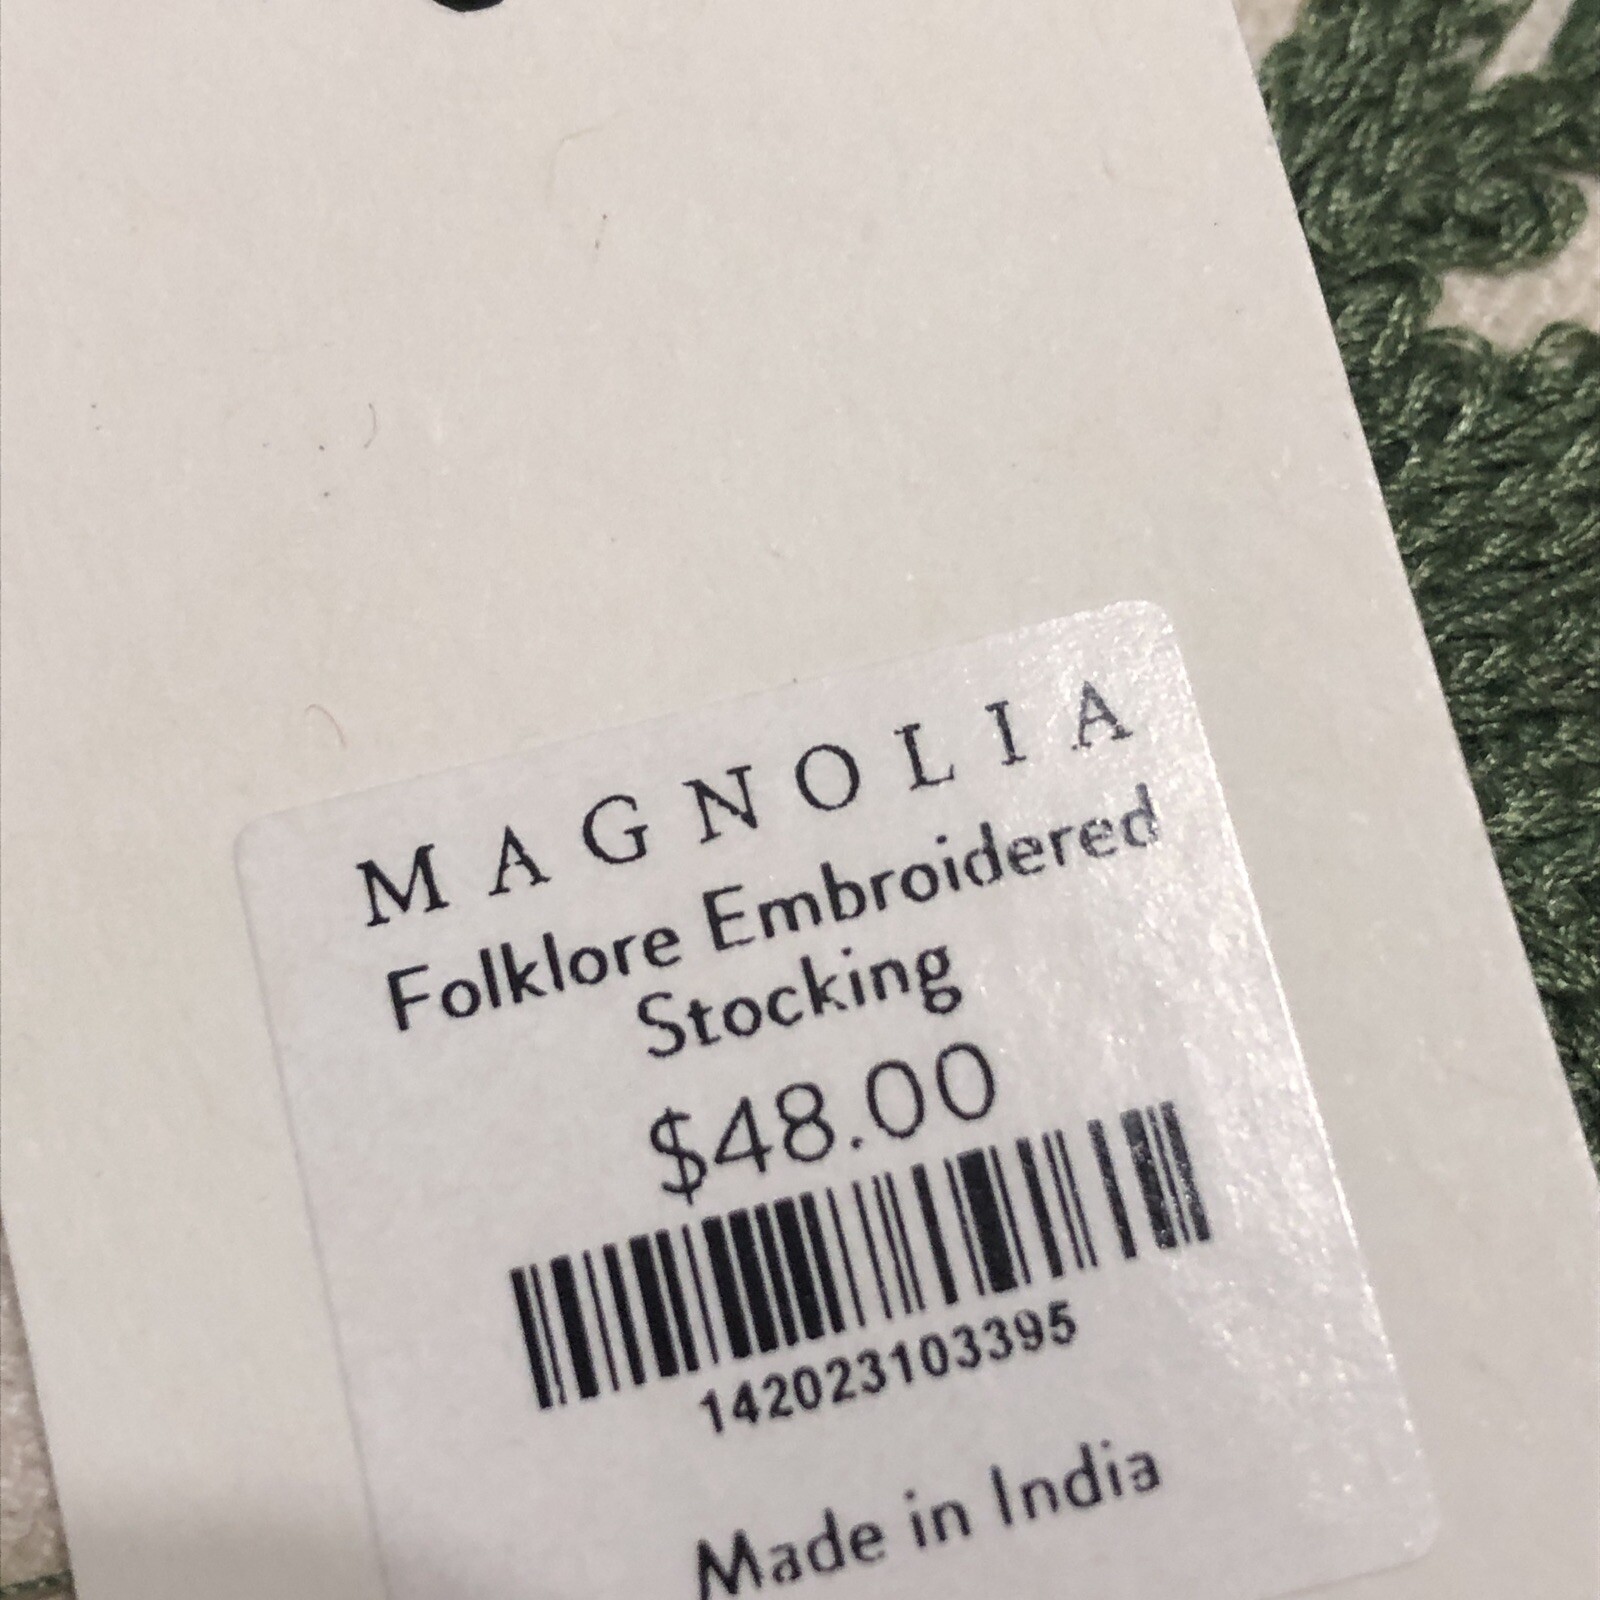 MAGNOLIA
Folklore Embroidered
Stocking
$48.00
142023103395
Made in India